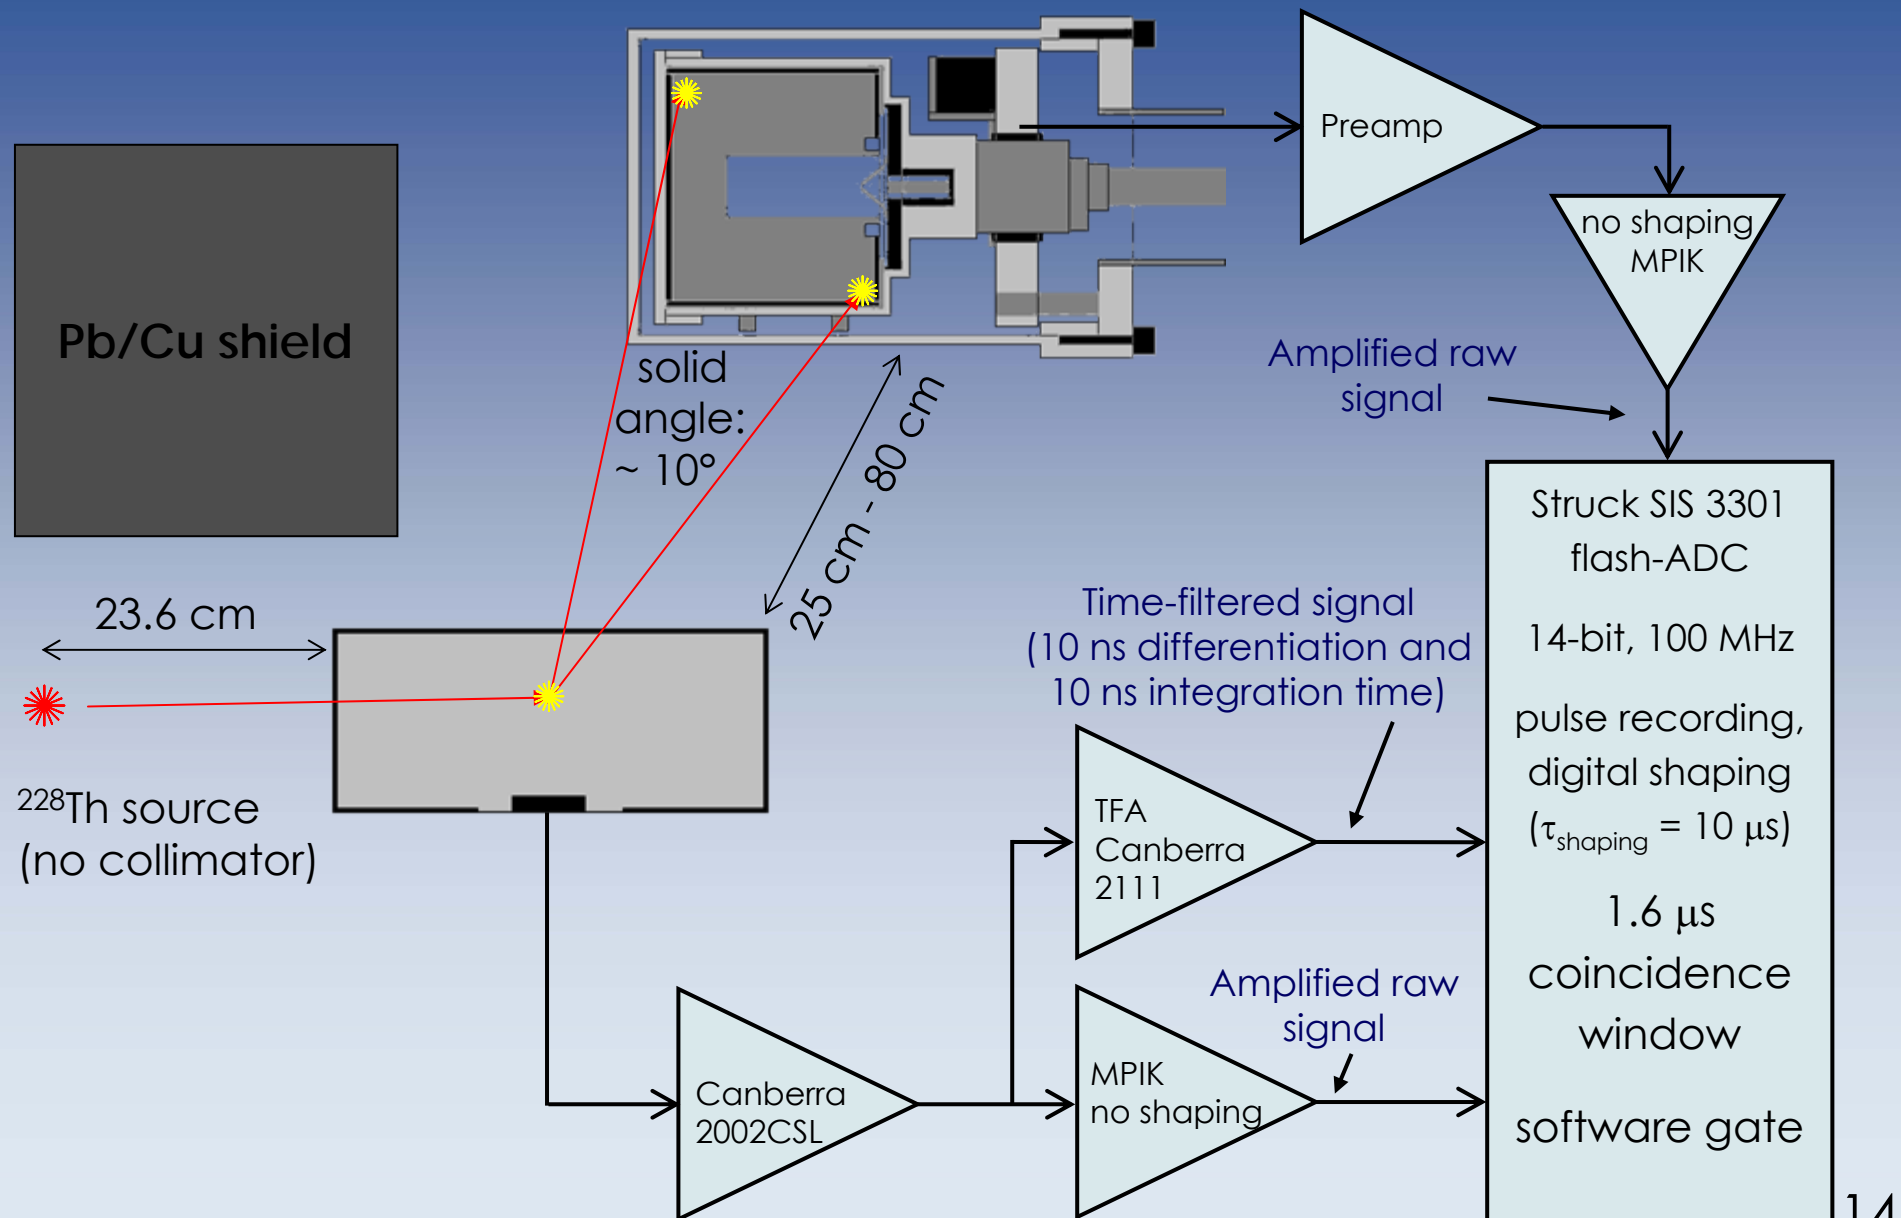 Preamp
no shaping
MPIK
Pb/Cu shield
Amplified raw
signal
solid
angle:
~ 10°
25 cm - 80 cm
23.6 cm
228Th source
(no collimator)
Time-filtered signal
(10 ns differentiation and
10 ns integration time)
TFA
Canberra
2111
Amplified raw
signal
MPIK
no shaping
Canberra
2002CSL
Struck SIS 3301
flash-ADC
14-bit, 100 MHz
pulse recording,
digital shaping
(τshaping = 10 μs)
1.6 μs
coincidence
window
software gate
14